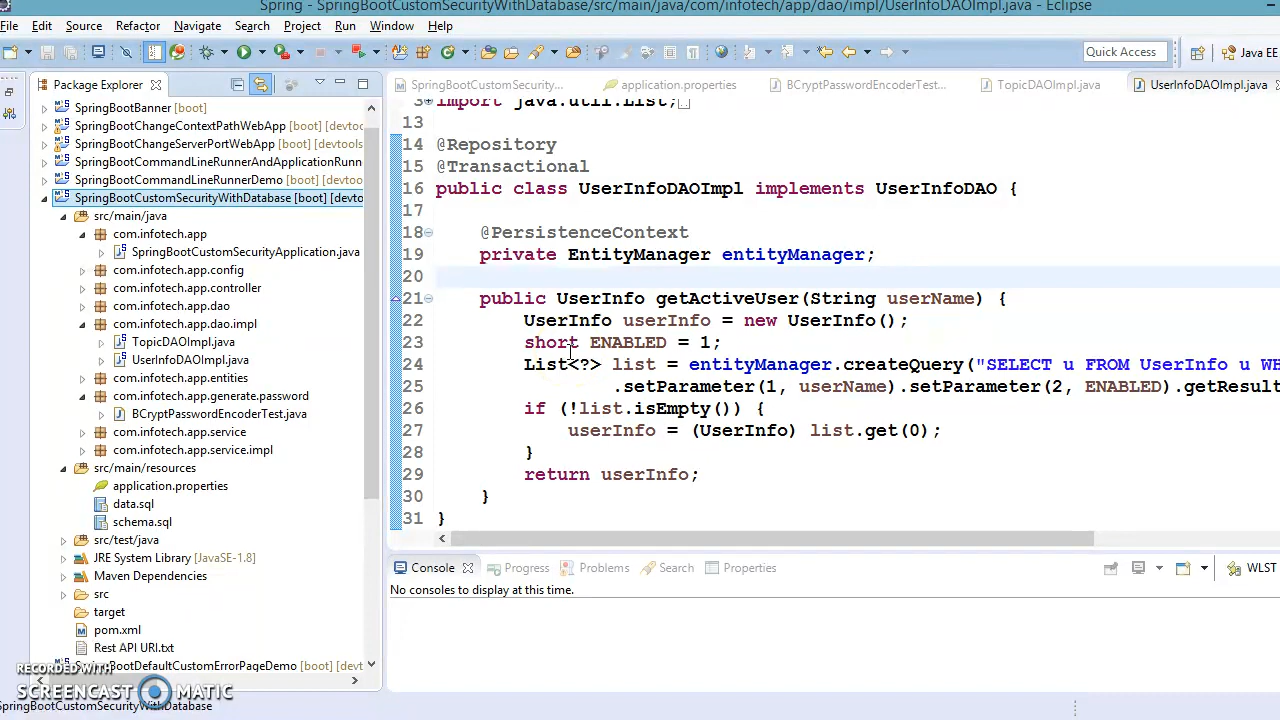 Spring - SpringBootCustomSecurityWithDatabase/src/main/java/com/infotech/app/dao/impl/UserInfoDAOImpl.java - Eclipse
File Edit Source Refactor Navigate Search Project Run Window Help
Quick Access
Java EE
Package Explorer
SpringBootCustomSecurity...
application.properties
BCryptPasswordEncoderTest...
TopicDAOImpl.java
UserInfoDAOImpl.java
SpringBootBanner [boot]
SpringBootChangeContextPathWebApp [boot] [devtoc
SpringBootChangeServerPortWebApp [boot] [devtools
SpringBootCommandLineRunnerAndApplicationRunn
SpringBootCommandLineRunnerDemo [boot] [devtoo
SpringBootCustomSecurityWithDatabase [boot] [devto
src/main/java
com.infotech.app
SpringBootCustomSecurityApplication.java
com.infotech.app.config
com.infotech.app.controller
com.infotech.app.dao
com.infotech.app.dao.impl
TopicDAOImpl.java
UserInfoDAOImpl.java
com.infotech.app.entities
com.infotech.app.generate.password
BCryptPasswordEncoderTest.java
com.infotech.app.service
com.infotech.app.service.impl
src/main/resources
application.properties
data.sql
schema.sql
src/test/java
JRE System Library [JavaSE-1.8]
Maven Dependencies
src
target
pom.xml
Rest API URI.txt
SpringBootDefaultCustomErrorPageDemo [boot] [devt
3 import java.util.List;
13
14 @Repository
15 @Transactional
16 public class UserInfoDAOImpl implements UserInfoDAO {
17
18 @PersistenceContext
19 private EntityManager entityManager;
20
21 public UserInfo getActiveUser(String userName) {
22 UserInfo userInfo = new UserInfo();
23 short ENABLED = 1;
24 List<?> list = entityManager.createQuery("SELECT u FROM UserInfo u WH
25 .setParameter(1, userName).setParameter(2, ENABLED).getResult
26 if (!list.isEmpty()) {
27 userInfo = (UserInfo) list.get(0);
28 }
29 return userInfo;
30 }
31 }
Console
Progress
Problems
Search
Properties
WLST
No consoles to display at this time.
RECORDED WITH
SCREENCAST MATIC
SpringBootCustomSecurityWithDatabase